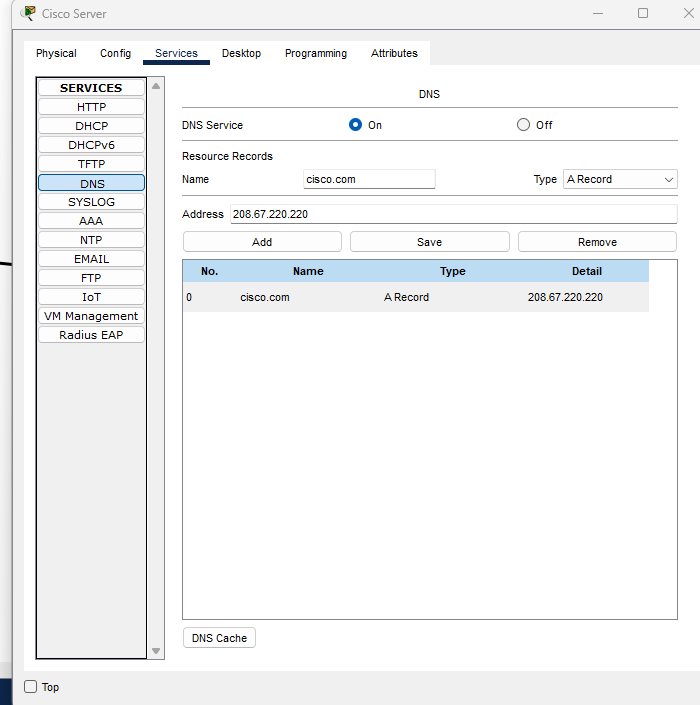 Cisco Server
Physical Config Services Desktop Programming Attributes
SERVICES
HTTP
DHCP
DHCPv6
TFTP
DNS
SYSLOG
AAA
NTP
EMAIL
FTP
IoT
VM Management
Radius EAP
DNS
DNS Service On Off
Resource Records
Name cisco.com Type A Record
Address 208.67.220.220
Add Save Remove
No. Name Type Detail
0 cisco.com A Record 208.67.220.220
DNS Cache
Top